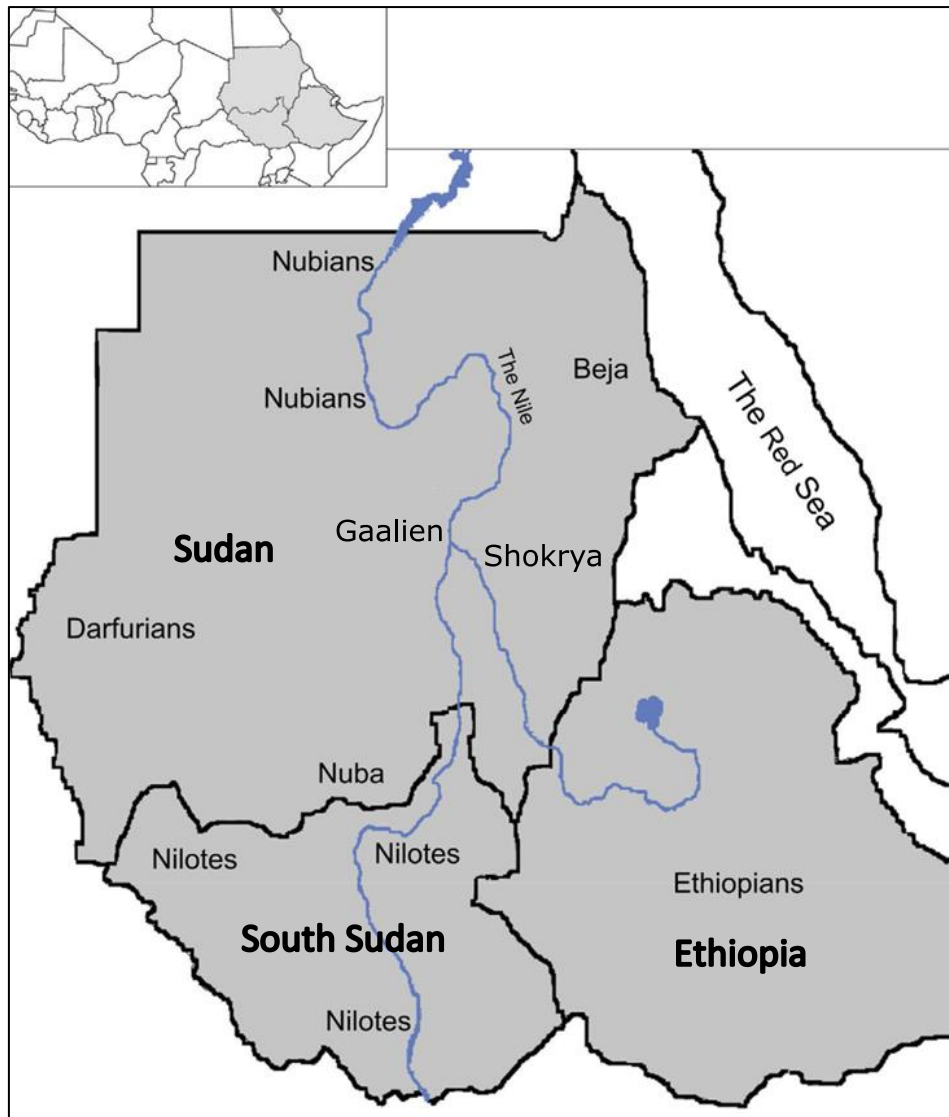 Nubians
Nubians
The Nile
Beja
The Red Sea
Gaalien
Sudan
Shokrya
Darfurians
Nuba
Nilotes
Nilotes
Ethiopians
South Sudan
Ethiopia
Nilotes